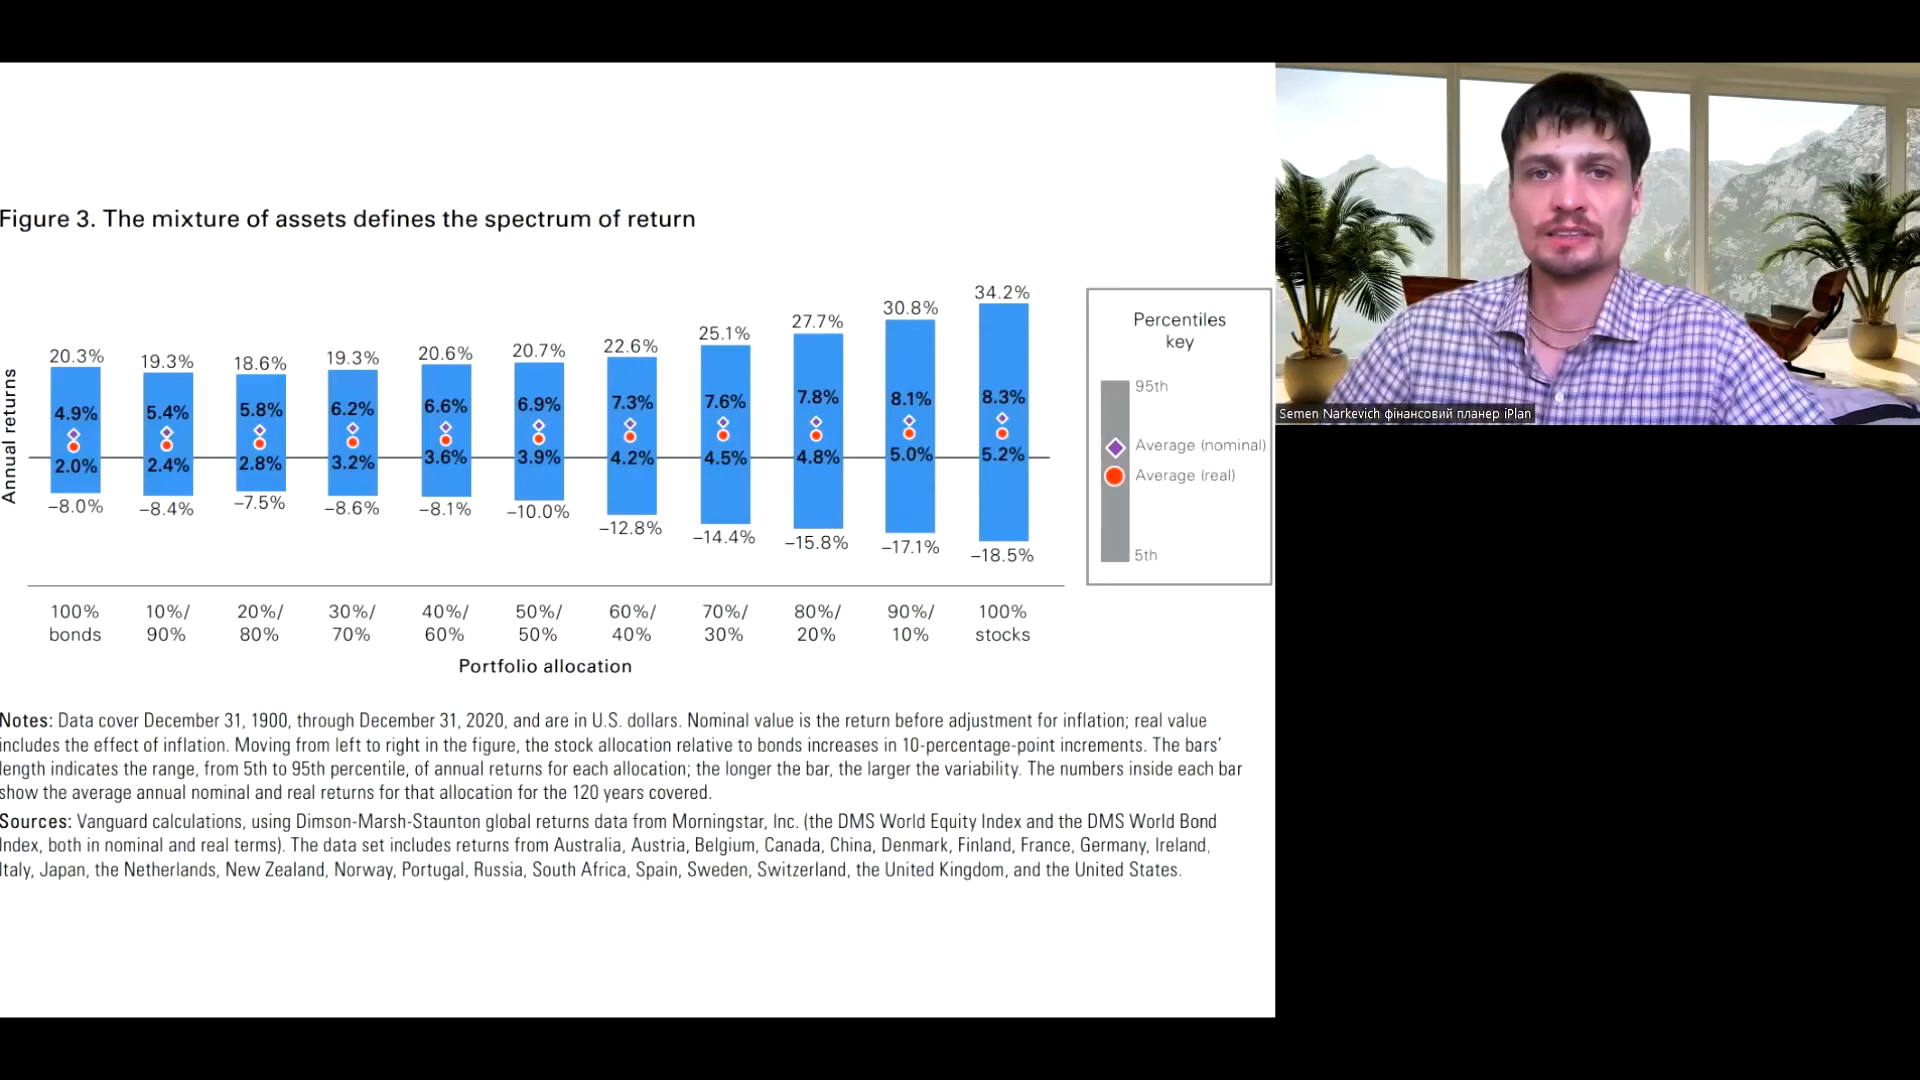 Figure 3. The mixture of assets defines the spectrum of return
Annual returns
20.3% 19.3% 18.6% 19.3% 20.6% 20.7% 22.6% 25.1% 27.7% 30.8% 34.2%
4.9% 5.4% 5.8% 6.2% 6.6% 6.9% 7.3% 7.6% 7.8% 8.1% 8.3%
2.0% 2.4% 2.8% 3.2% 3.6% 3.9% 4.2% 4.5% 4.8% 5.0% 5.2%
–8.0% –8.4% –7.5% –8.6% –8.1% –10.0% –12.8% –14.4% –15.8% –17.1% –18.5%
100% 10%/ 20%/ 30%/ 40%/ 50%/ 60%/ 70%/ 80%/ 90%/ 100%
bonds 90% 80% 70% 60% 50% 40% 30% 20% 10% stocks
Portfolio allocation
Percentiles
key
95th
Average (nominal)
Average (real)
5th
Notes: Data cover December 31, 1900, through December 31, 2020, and are in U.S. dollars. Nominal value is the return before adjustment for inflation; real value
includes the effect of inflation. Moving from left to right in the figure, the stock allocation relative to bonds increases in 10-percentage-point increments. The bars’
length indicates the range, from 5th to 95th percentile, of annual returns for each allocation; the longer the bar, the larger the variability. The numbers inside each bar
show the average annual nominal and real returns for that allocation for the 120 years covered.
Sources: Vanguard calculations, using Dimson-Marsh-Staunton global returns data from Morningstar, Inc. (the DMS World Equity Index and the DMS World Bond
Index, both in nominal and real terms). The data set includes returns from Australia, Austria, Belgium, Canada, China, Denmark, Finland, France, Germany, Ireland,
Italy, Japan, the Netherlands, New Zealand, Norway, Portugal, Russia, South Africa, Spain, Sweden, Switzerland, the United Kingdom, and the United States.
Semen Narkevich фінансовий планер iPlan